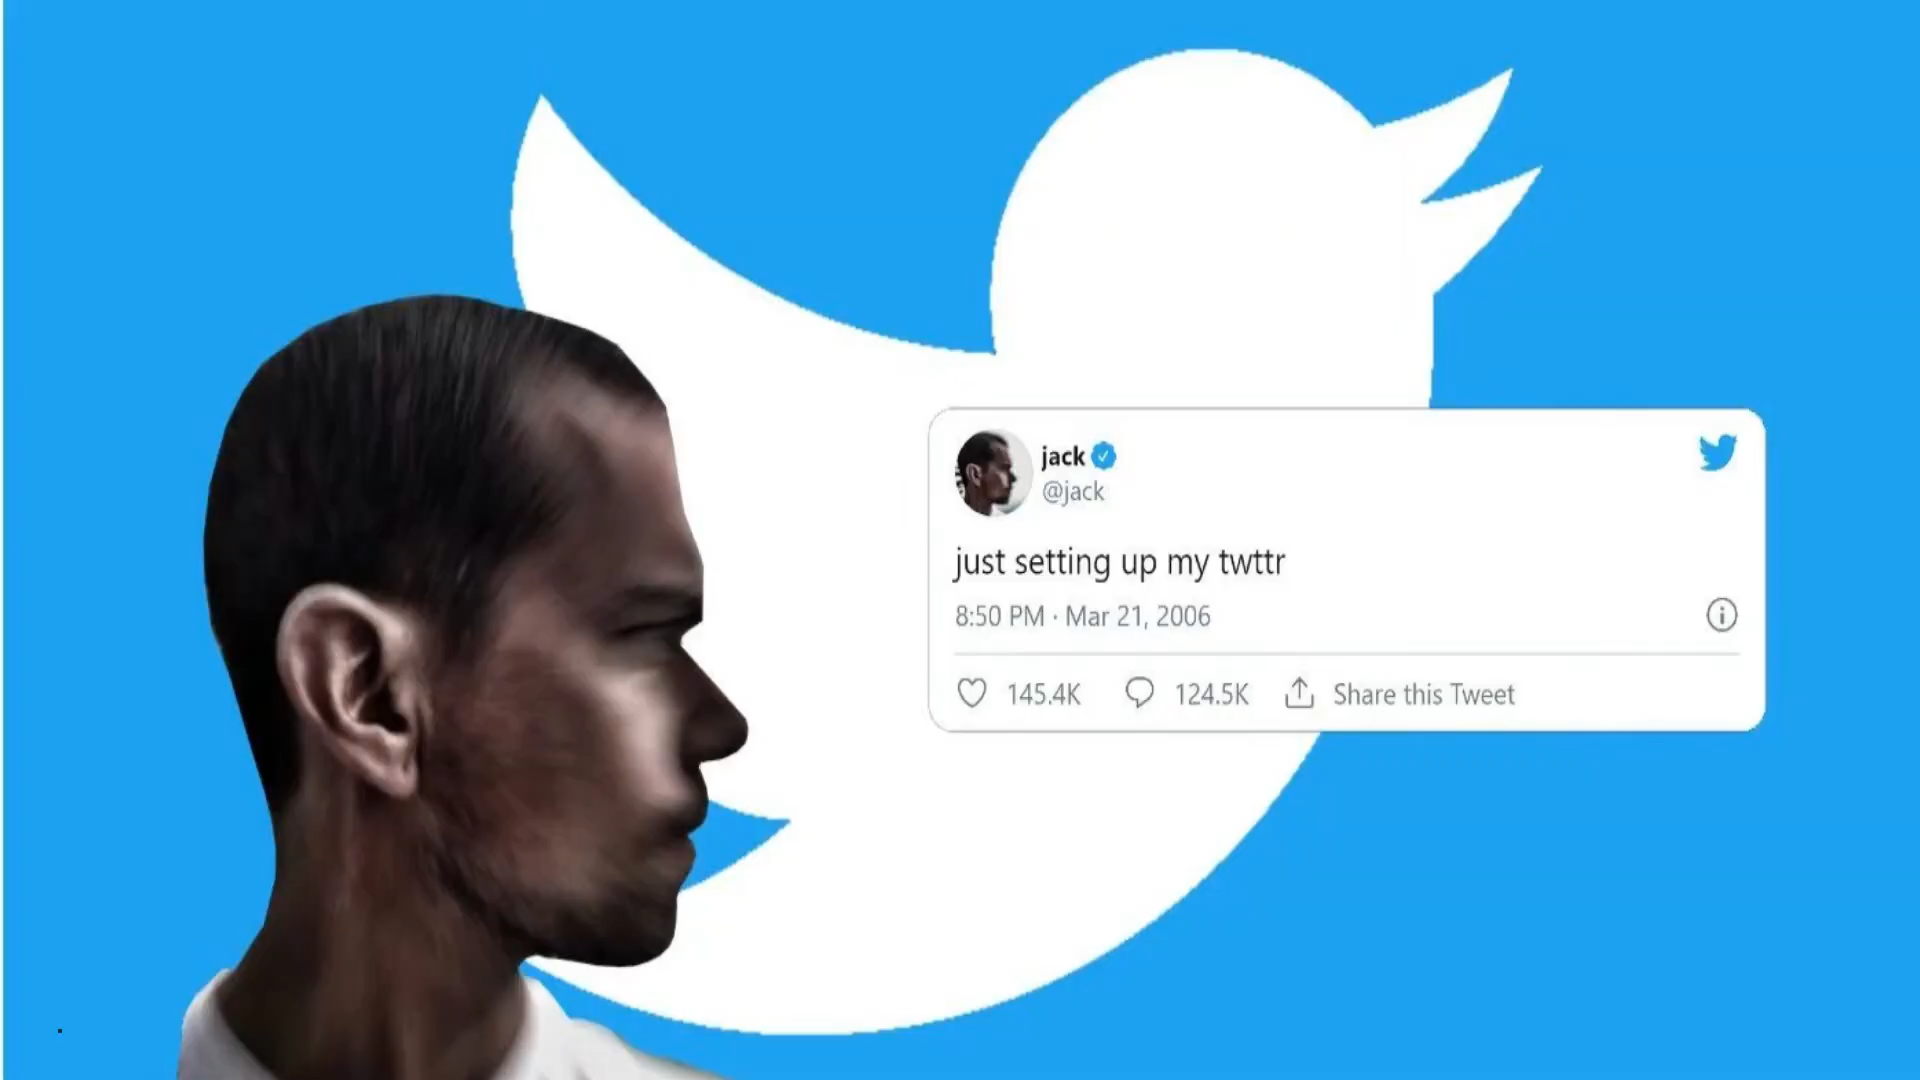 jack
@jack
just setting up my twttr
8:50 PM · Mar 21, 2006
145.4K 124.5K Share this Tweet